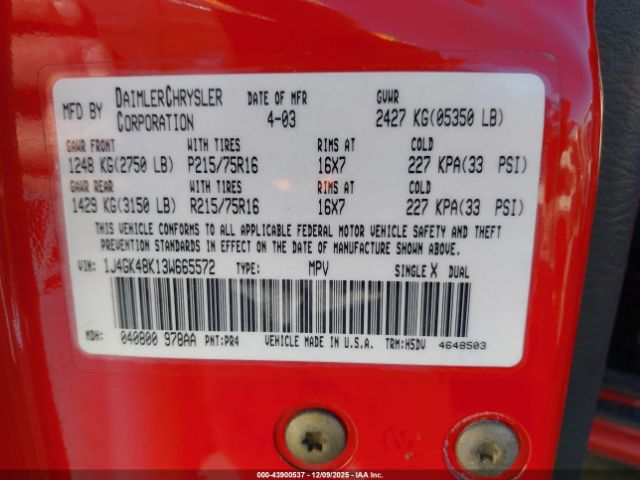 MFD BY DAIMLERCHRYSLER CORPORATION DATE OF MFR 4-03 GVWR 2427 KG(05350 LB)
GAWR FRONT WITH TIRES RIMS AT COLD
1248 KG(2750 LB) P215/75R16 16X7 227 KPA(33 PSI)
GAWR REAR WITH TIRES RIMS AT COLD
1429 KG(3150 LB) R215/75R16 16X7 227 KPA(33 PSI)
THIS VEHICLE CONFORMS TO ALL APPLICABLE FEDERAL MOTOR VEHICLE SAFETY AND THEFT
PREVENTION STANDARDS IN EFFECT ON THE DATE OF MANUFACTURE SHOWN ABOVE.
VIN: 1J4GK48K13W665572 TYPE: MPV SINGLE X DUAL
MDH: 040800 978AA PNT:PR4 VEHICLE MADE IN U.S.A. TRM:H5DV 4648503
000-43900537 - 12/09/2025 - IAAI.com